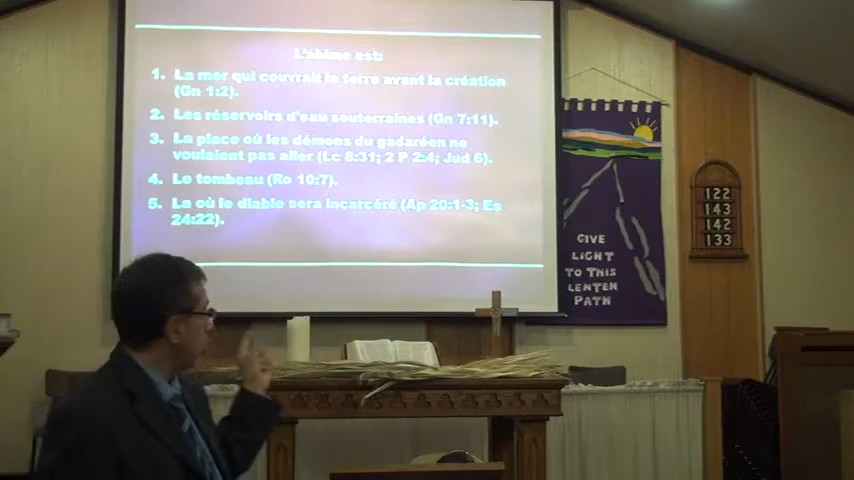 L'abime est:
1. La mer qui couvrait la terre avant la création
(Gn 1:2).
2. Les réservoirs d'eau souterraines (Gn 7:11).
3. La place où les démons du gadaréen ne
voulaient pas aller (Lc 8:31; 2 P 2:4; Jud 6).
4. Le tombeau (Ro 10:7).
5. La où le diable sera incarcéré (Ap 20:1-3; Es
24:22).
GIVE
LIGHT TO
THIS
LENTEN
PATH
122
143
142
133